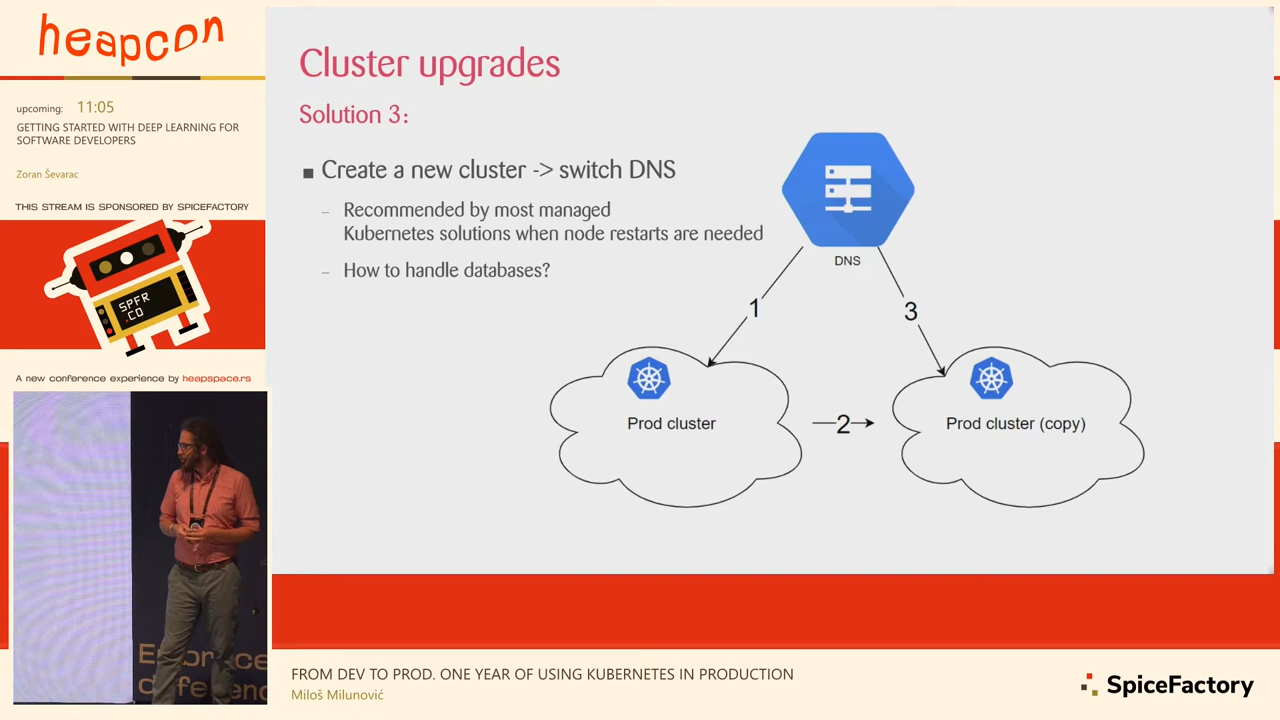 heapcon
upcoming: 11:05
GETTING STARTED WITH DEEP LEARNING FOR
SOFTWARE DEVELOPERS
Zoran Ševarac
THIS STREAM IS SPONSORED BY SPICEFACTORY
SPFR
.CO
A new conference experience by heapspace.rs
Cluster upgrades
Solution 3:
■ Create a new cluster -> switch DNS
– Recommended by most managed
Kubernetes solutions when node restarts are needed
– How to handle databases?
DNS
1
3
Prod cluster
2
Prod cluster (copy)
FROM DEV TO PROD. ONE YEAR OF USING KUBERNETES IN PRODUCTION
Miloš Milunović
SpiceFactory